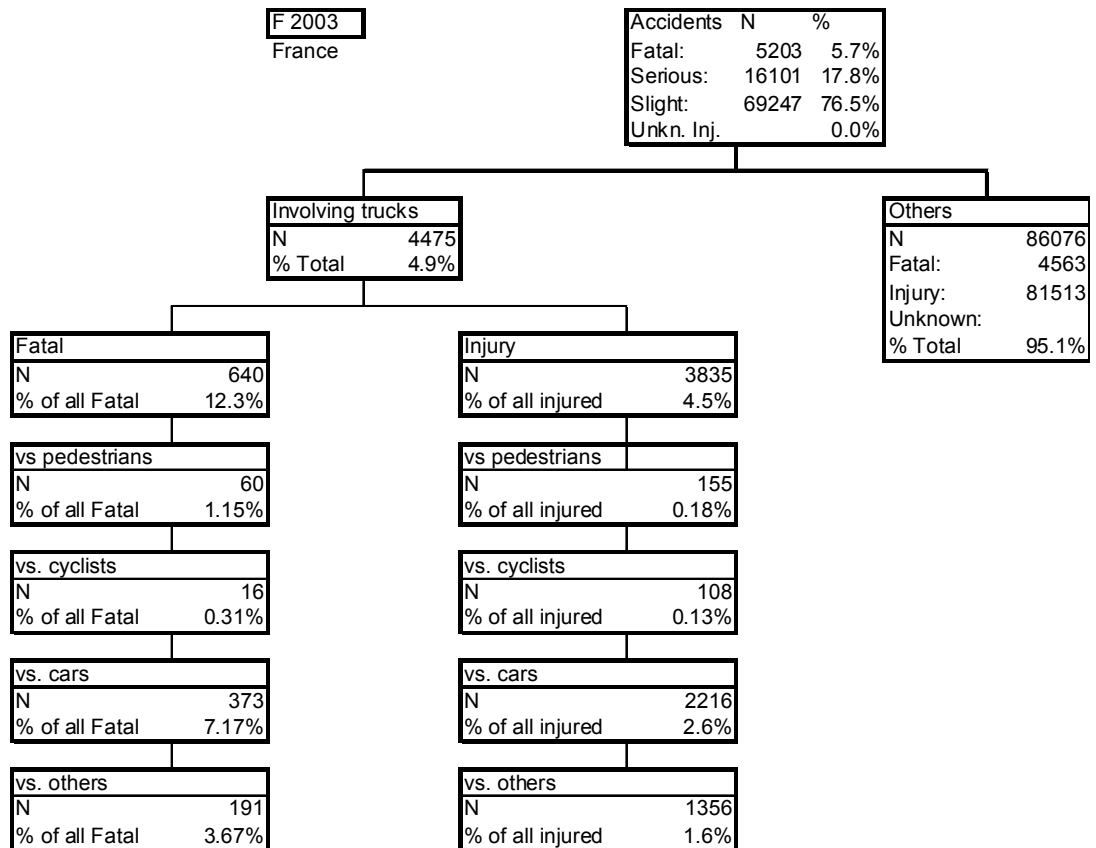 F 2003
France
Accidents N %
Fatal: 5203 5.7%
Serious: 16101 17.8%
Slight: 69247 76.5%
Unkn. Inj. 0.0%
Involving trucks
N 4475
% Total 4.9%
Others
N 86076
Fatal: 4563
Injury: 81513
Unknown:
% Total 95.1%
Fatal
N 640
% of all Fatal 12.3%
Injury
N 3835
% of all injured 4.5%
vs pedestrians
N 60
% of all Fatal 1.15%
vs pedestrians
N 155
% of all injured 0.18%
vs. cyclists
N 16
% of all Fatal 0.31%
vs. cyclists
N 108
% of all injured 0.13%
vs. cars
N 373
% of all Fatal 7.17%
vs. cars
N 2216
% of all injured 2.6%
vs. others
N 191
% of all Fatal 3.67%
vs. others
N 1356
% of all injured 1.6%